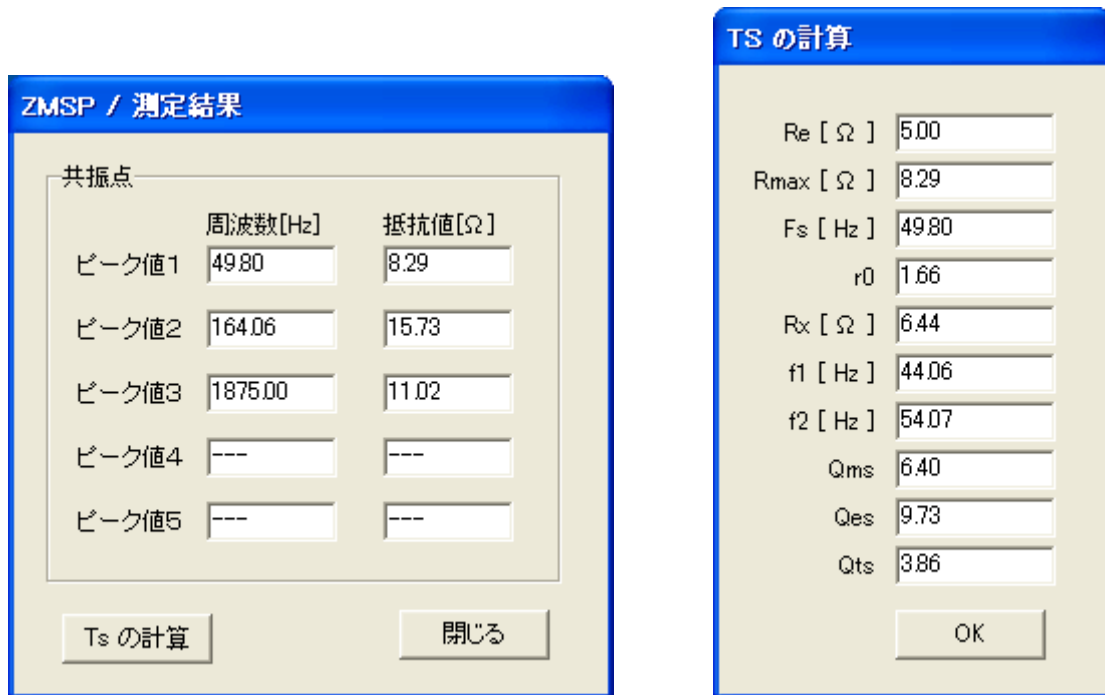 ZMSP / 測定結果
共振点
周波数[Hz] 抵抗値[Ω]
ピーク値1 49.80 8.29
ピーク値2 164.06 15.73
ピーク値3 1875.00 11.02
ピーク値4 --- ---
ピーク値5 --- ---
Ts の計算 閉じる
TS の計算
Re [ Ω ] 5.00
Rmax [ Ω ] 8.29
Fs [ Hz ] 49.80
r0 1.66
Rx [ Ω ] 6.44
f1 [ Hz ] 44.06
f2 [ Hz ] 54.07
Qms 6.40
Qes 9.73
Qts 3.86
OK